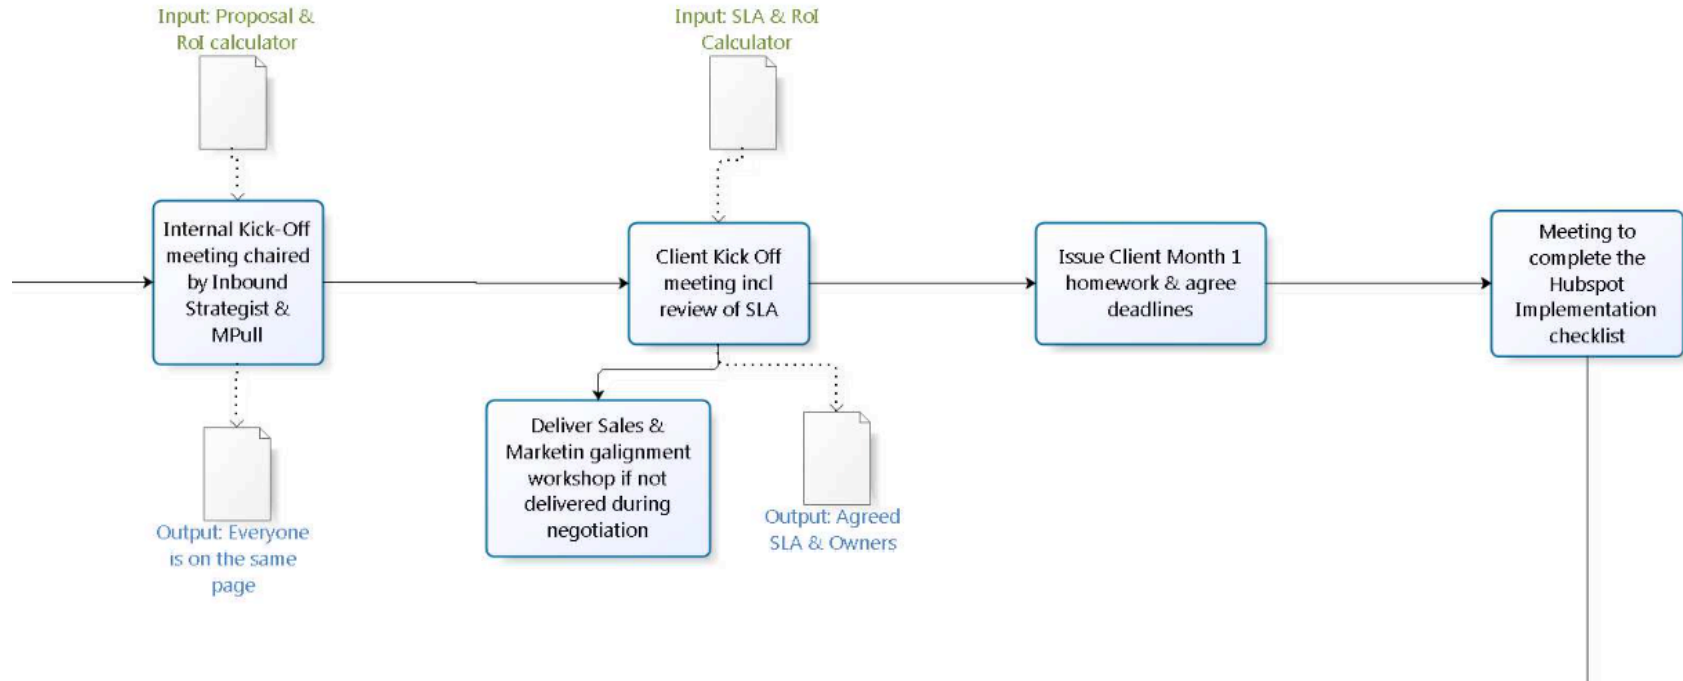 Input: Proposal &
RoI calculator
Input: SLA & RoI
Calculator
Internal Kick-Off
meeting chaired
by Inbound
Strategist &
MPull
Client Kick Off
meeting incl
review of SLA
Issue Client Month 1
homework & agree
deadlines
Meeting to
complete the
Hubspot
Implementation
checklist
Deliver Sales &
Marketin galignment
workshop if not
delivered during
negotiation
Output: Everyone
is on the same
page
Output: Agreed
SLA & Owners